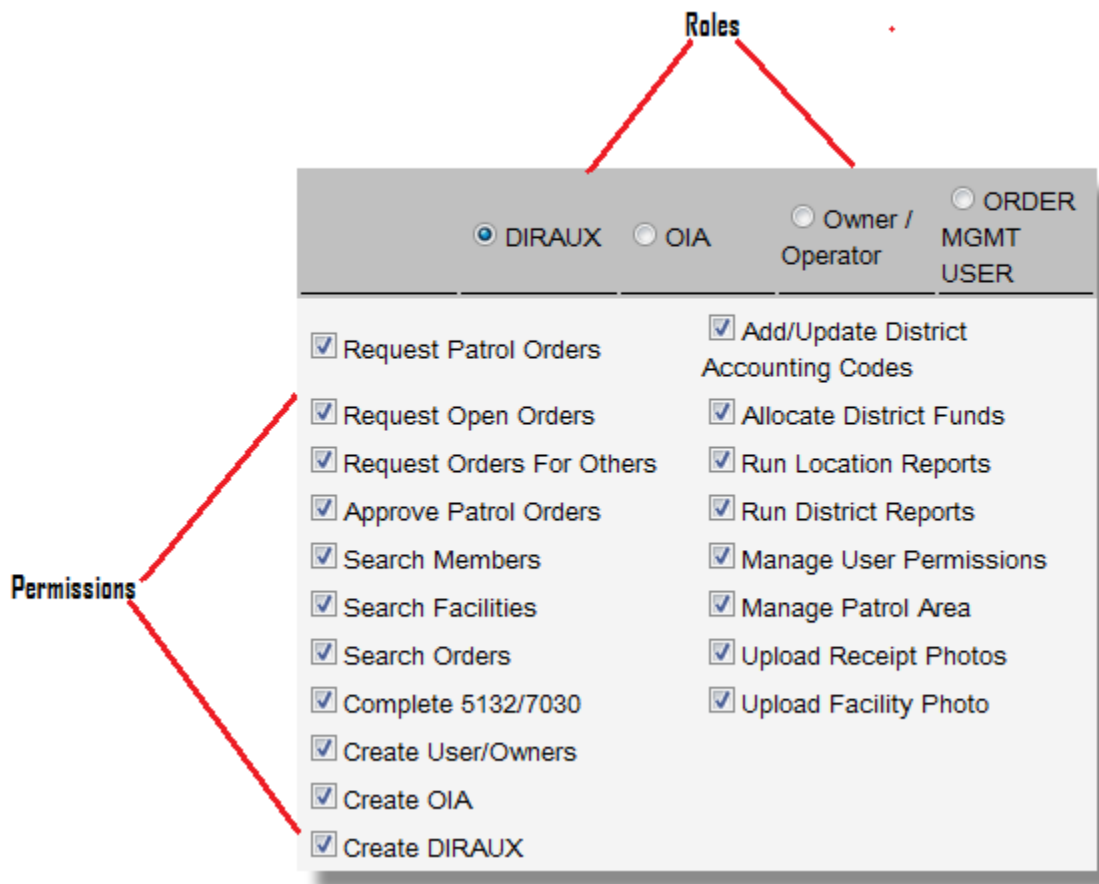 Roles
DIRAUX
OIA
Owner /
Operator
ORDER
MGMT
USER
Request Patrol Orders
Add/Update District
Accounting Codes
Request Open Orders
Allocate District Funds
Request Orders For Others
Run Location Reports
Approve Patrol Orders
Run District Reports
Search Members
Manage User Permissions
Permissions
Search Facilities
Manage Patrol Area
Search Orders
Upload Receipt Photos
Complete 5132/7030
Upload Facility Photo
Create User/Owners
Create OIA
Create DIRAUX